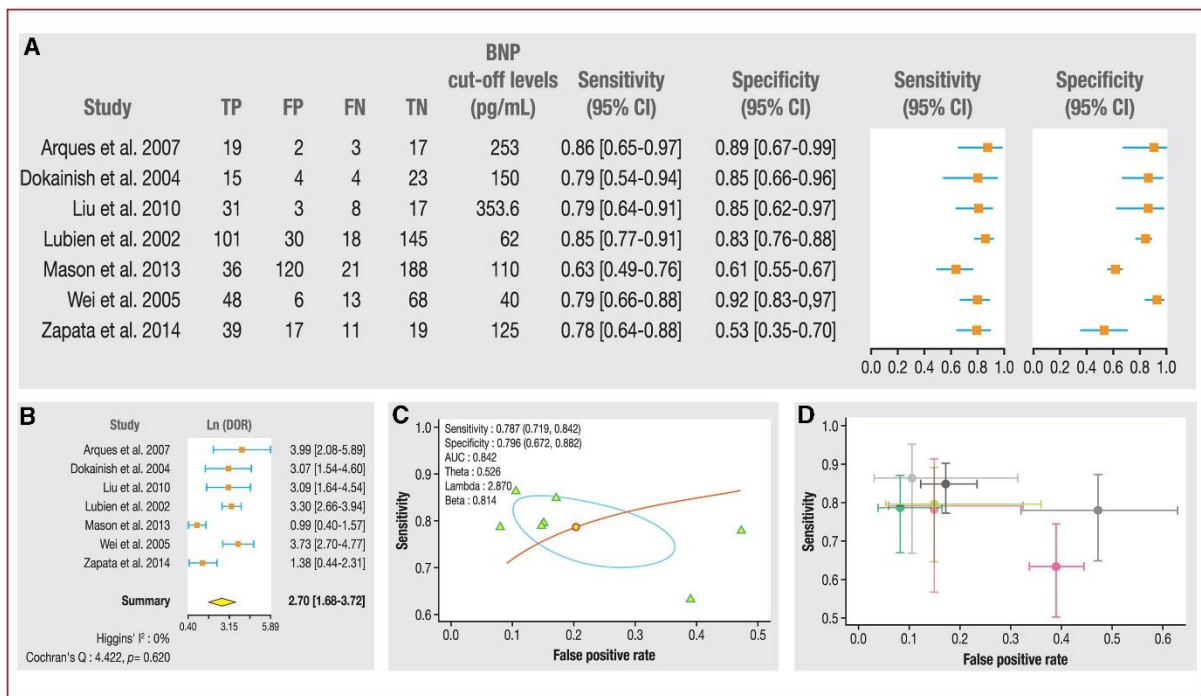 A
BNP
cut-off levels Sensitivity Specificity Sensitivity Specificity
Study TP FP FN TN (pg/mL) (95% CI) (95% CI) (95% CI) (95% CI)
Arques et al. 2007 19 2 3 17 253 0.86 [0.65-0.97] 0.89 [0.67-0.99]
Dokainish et al. 2004 15 4 4 23 150 0.79 [0.54-0.94] 0.85 [0.66-0.96]
Liu et al. 2010 31 3 8 17 353.6 0.79 [0.64-0.91] 0.85 [0.62-0.97]
Lubien et al. 2002 101 30 18 145 62 0.85 [0.77-0.91] 0.83 [0.76-0.88]
Mason et al. 2013 36 120 21 188 110 0.63 [0.49-0.76] 0.61 [0.55-0.67]
Wei et al. 2005 48 6 13 68 40 0.79 [0.66-0.88] 0.92 [0.83-0,97]
Zapata et al. 2014 39 17 11 19 125 0.78 [0.64-0.88] 0.53 [0.35-0.70]
0.0 0.2 0.4 0.6 0.8 1.0 0.0 0.2 0.4 0.6 0.8 1.0
B
Study Ln (DOR)
Arques et al. 2007 3.99 [2.08-5.89]
Dokainish et al. 2004 3.07 [1.54-4.60]
Liu et al. 2010 3.09 [1.64-4.54]
Lubien et al. 2002 3.30 [2.66-3.94]
Mason et al. 2013 0.99 [0.40-1.57]
Wei et al. 2005 3.73 [2.70-4.77]
Zapata et al. 2014 1.38 [0.44-2.31]
Summary 2.70 [1.68-3.72]
0.40 3.15 5.89
Higgins' I² : 0%
Cochran's Q : 4.422, p= 0.620
C
Sensitivity : 0.787 (0.719, 0.842)
Specificity : 0.796 (0.672, 0.882)
AUC : 0.842
Theta : 0.526
Lambda : 2.870
Beta : 0.814
Sensitivity
1.0
0.9
0.8
0.7
0.6
0.0 0.1 0.2 0.3 0.4 0.5
False positive rate
D
Sensitivity
1.0
0.9
0.8
0.7
0.6
0.5
0.0 0.1 0.2 0.3 0.4 0.5 0.6
False positive rate